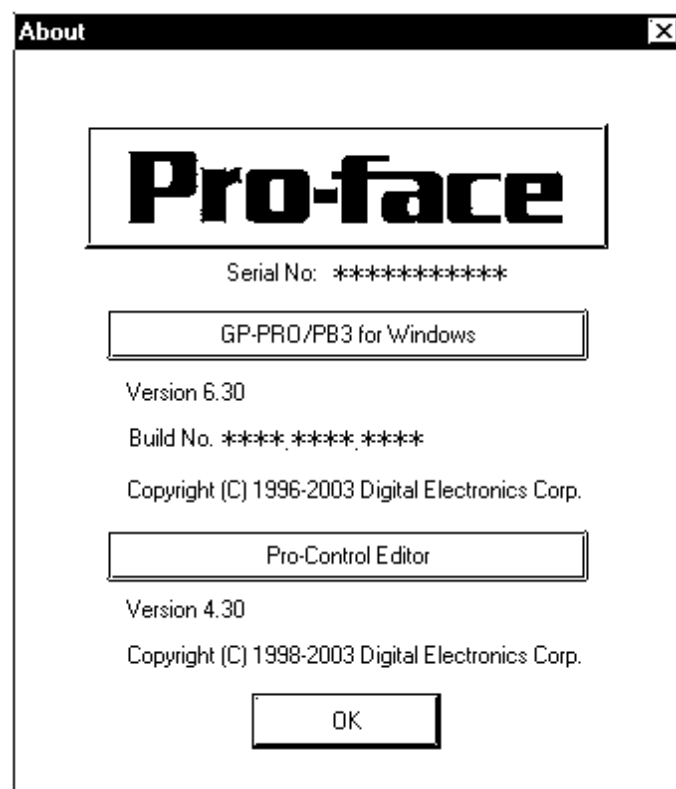 About
Pro-face
Serial No: ***********
GP-PRO/PB3 for Windows
Version 6.30
Build No. ****.****.****
Copyright (C) 1996-2003 Digital Electronics Corp.
Pro-Control Editor
Version 4.30
Copyright (C) 1998-2003 Digital Electronics Corp.
OK